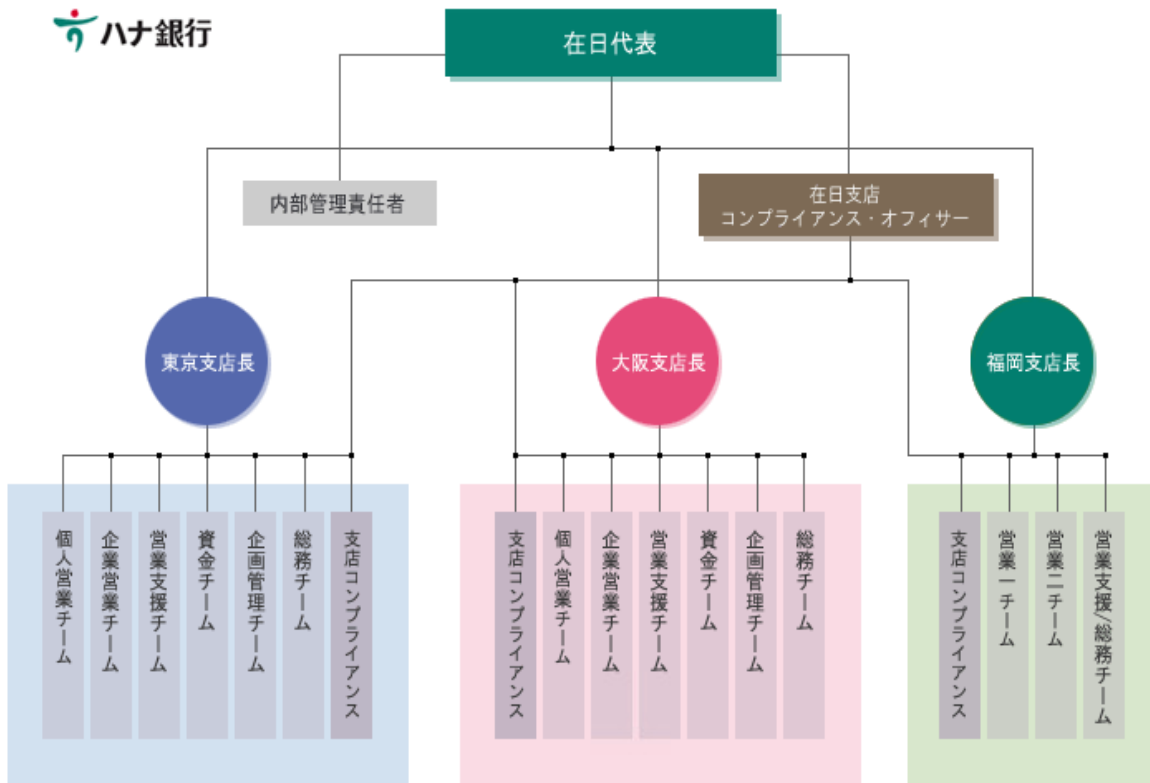 ハナ銀行
在日代表
内部管理責任者
在日支店
コンプライアンス・オフィサー
東京支店長
大阪支店長
福岡支店長
個人営業チーム
企業営業チーム
営業支援チーム
資金チーム
企画管理チーム
総務チーム
支店コンプライアンス
支店コンプライアンス
個人営業チーム
企業営業チーム
営業支援チーム
資金チーム
企画管理チーム
総務チーム
支店コンプライアンス
営業一チーム
営業二チーム
営業支援/総務チーム